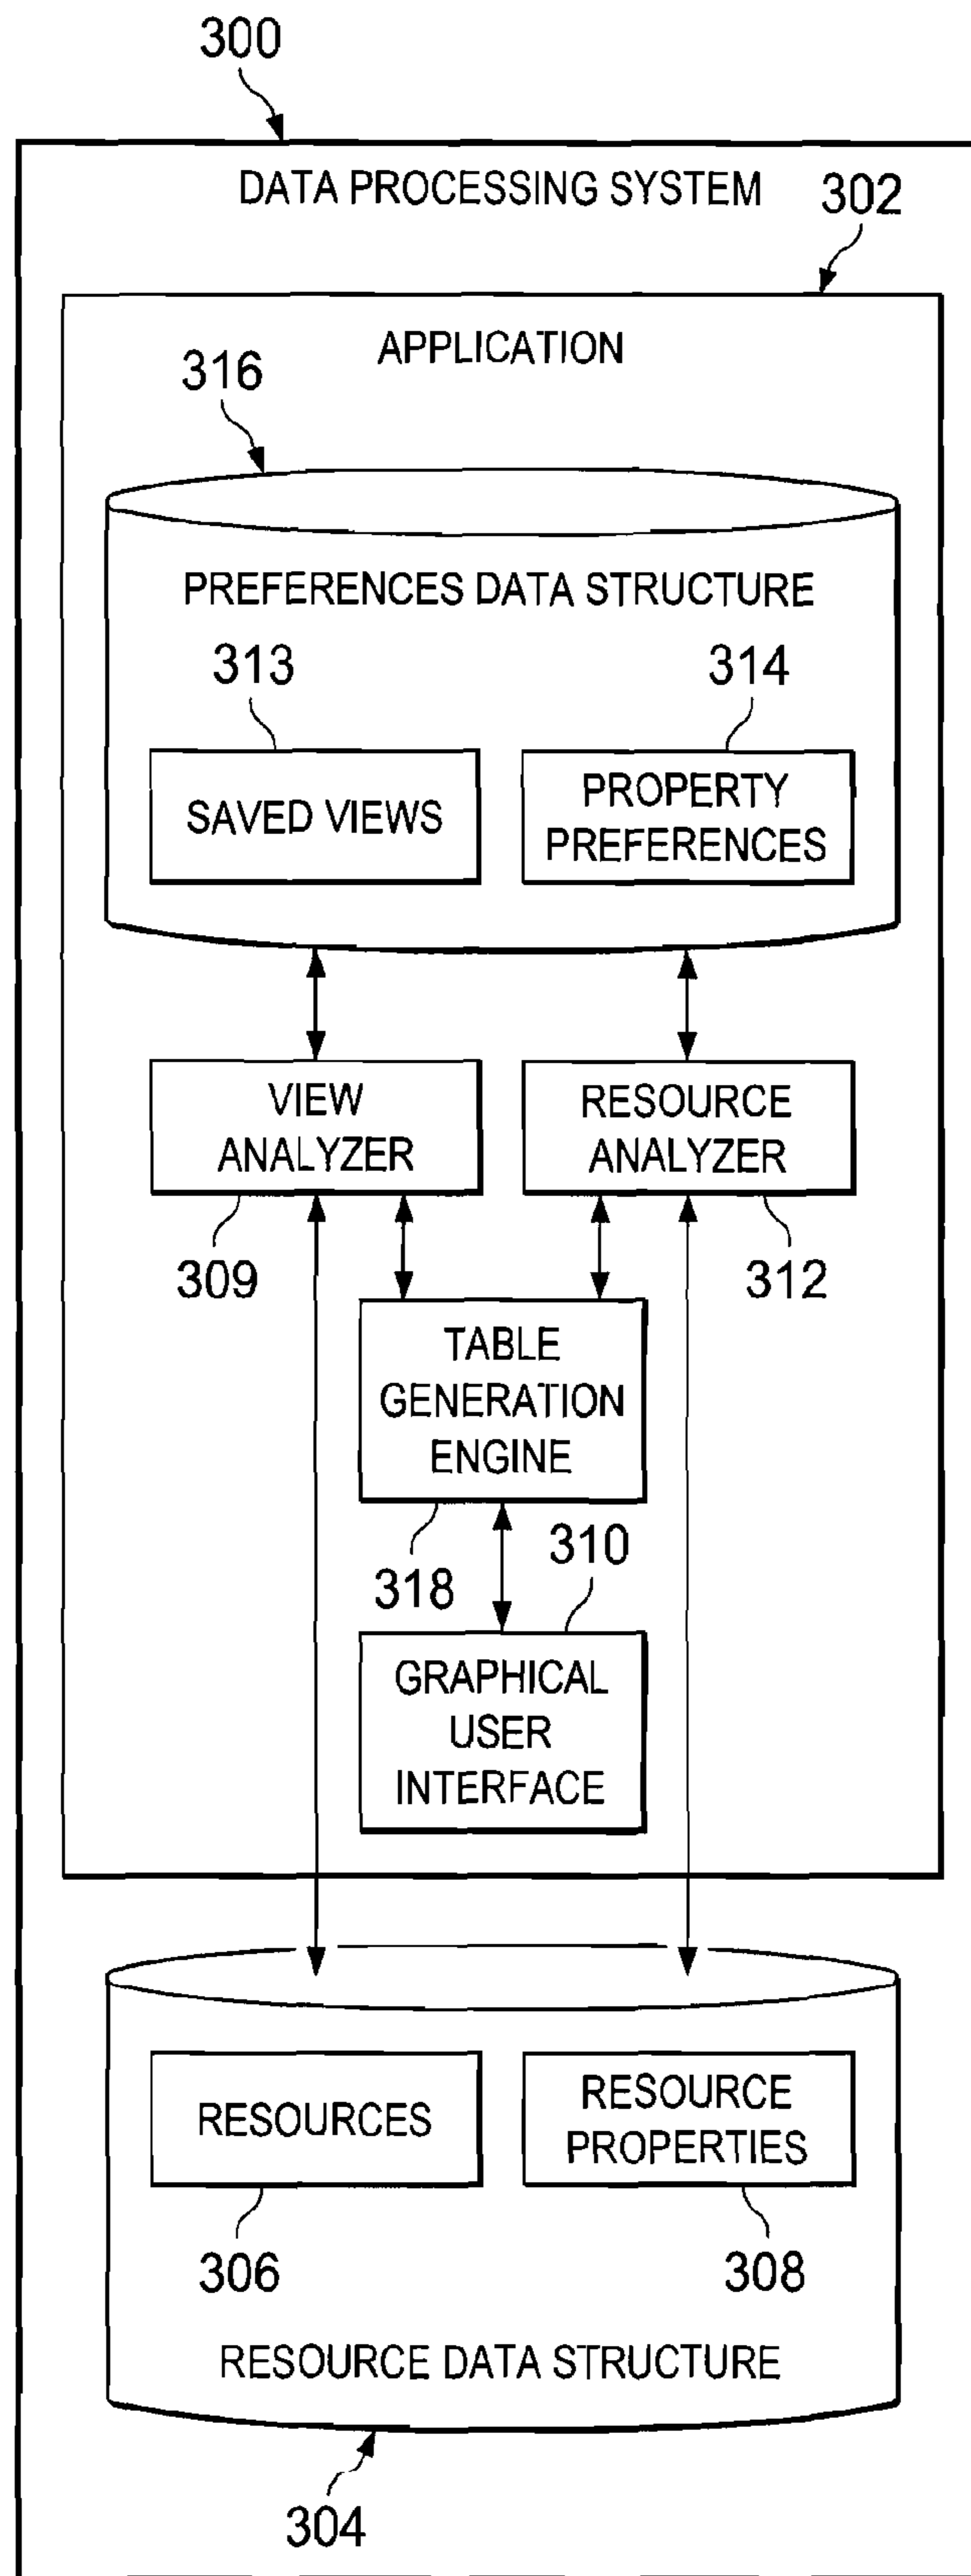 300
DATA PROCESSING SYSTEM
302
APPLICATION
316
PREFERENCES DATA STRUCTURE
313
314
SAVED VIEWS
PROPERTY
PREFERENCES
VIEW
ANALYZER
RESOURCE
ANALYZER
309
312
TABLE
GENERATION
ENGINE
318
310
GRAPHICAL
USER
INTERFACE
RESOURCES
RESOURCE
PROPERTIES
306
308
RESOURCE DATA STRUCTURE
304